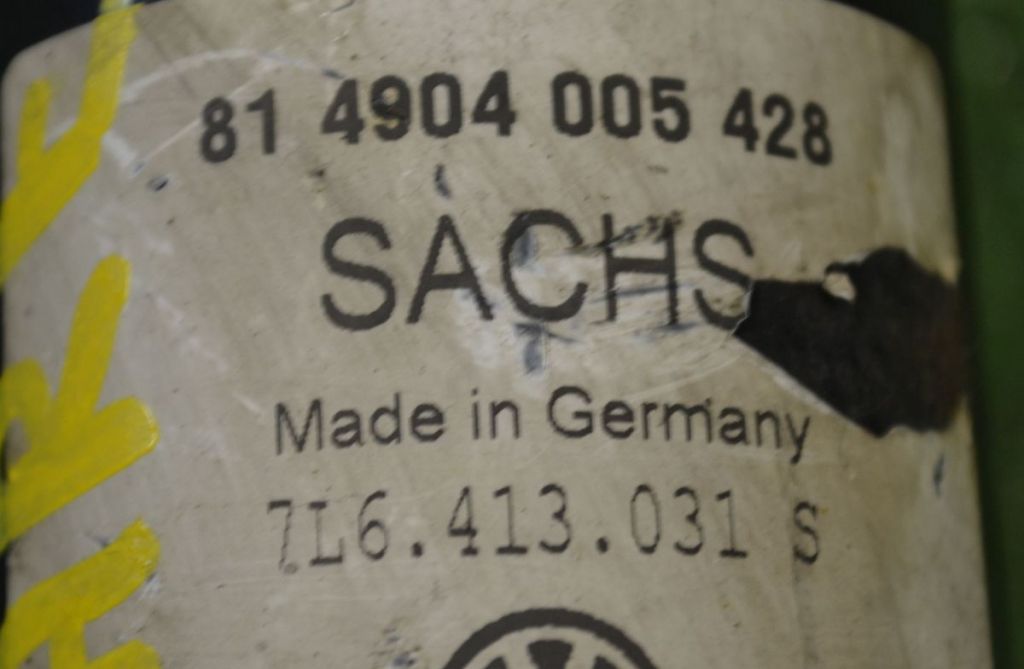 81 4904 005 428
SACHS
Made in Germany
7L6.413.031 S